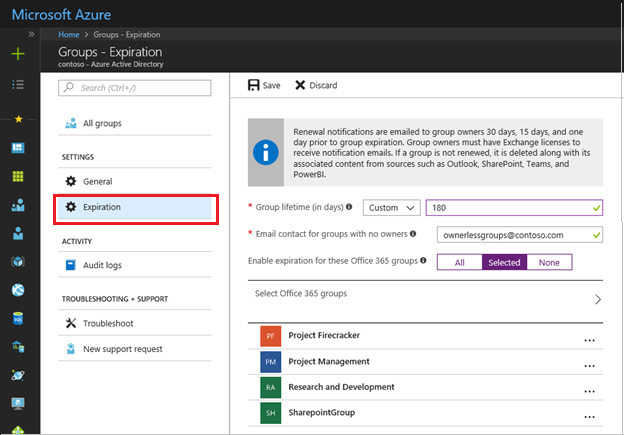 Microsoft Azure
»
Home > Groups - Expiration
Groups - Expiration
contoso - Azure Active Directory
Search (Ctrl+/)
All groups
SETTINGS
General
Expiration
ACTIVITY
Audit logs
TROUBLESHOOTING + SUPPORT
Troubleshoot
New support request
Save Discard
Renewal notifications are emailed to group owners 30 days, 15 days, and one
day prior to group expiration. Group owners must have Exchange licenses to
receive notification emails. If a group is not renewed, it is deleted along with its
associated content from sources such as Outlook, SharePoint, Teams, and
PowerBI.
* Group lifetime (in days) Custom 180
* Email contact for groups with no owners ownerlessgroups@contoso.com
Enable expiration for these Office 365 groups All Selected None
Select Office 365 groups
PF Project Firecracker ...
PM Project Management ...
RA Research and Development ...
SH SharepointGroup ...